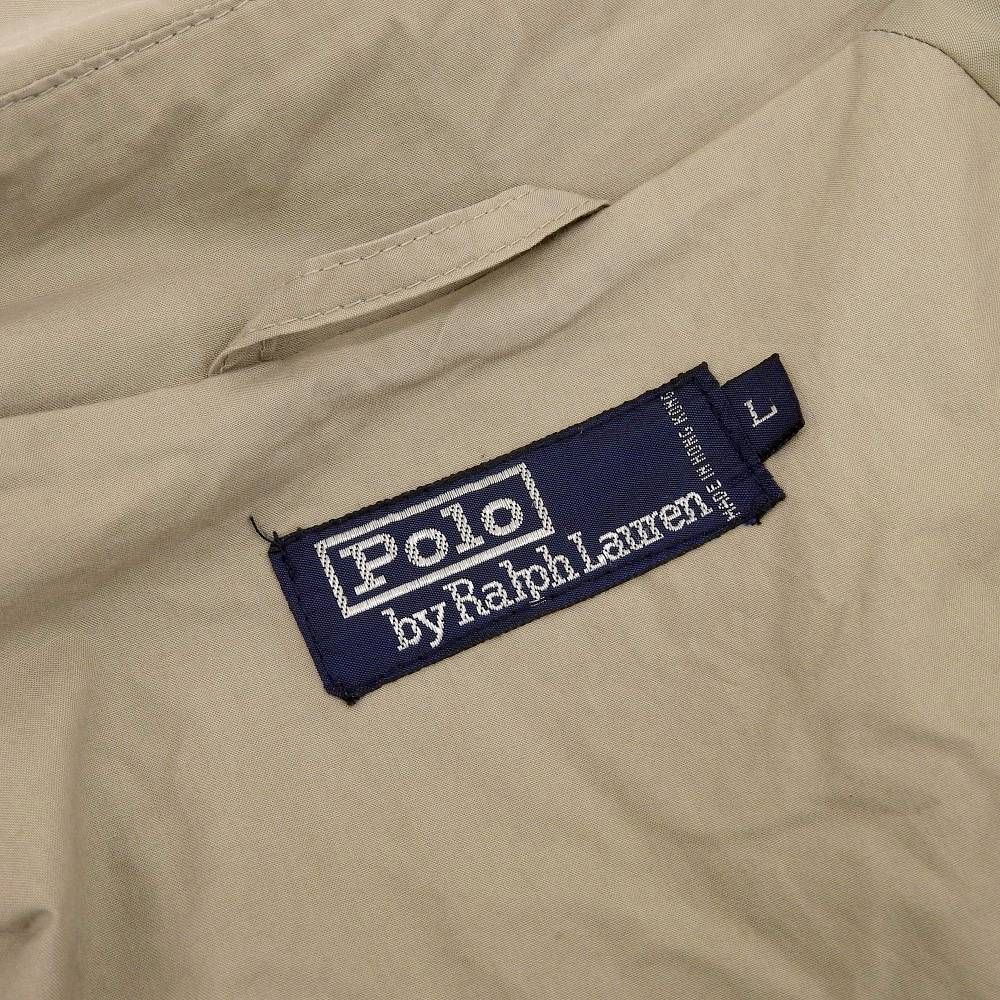 Polo
by Ralph Lauren
MADE IN HONG KONG
L